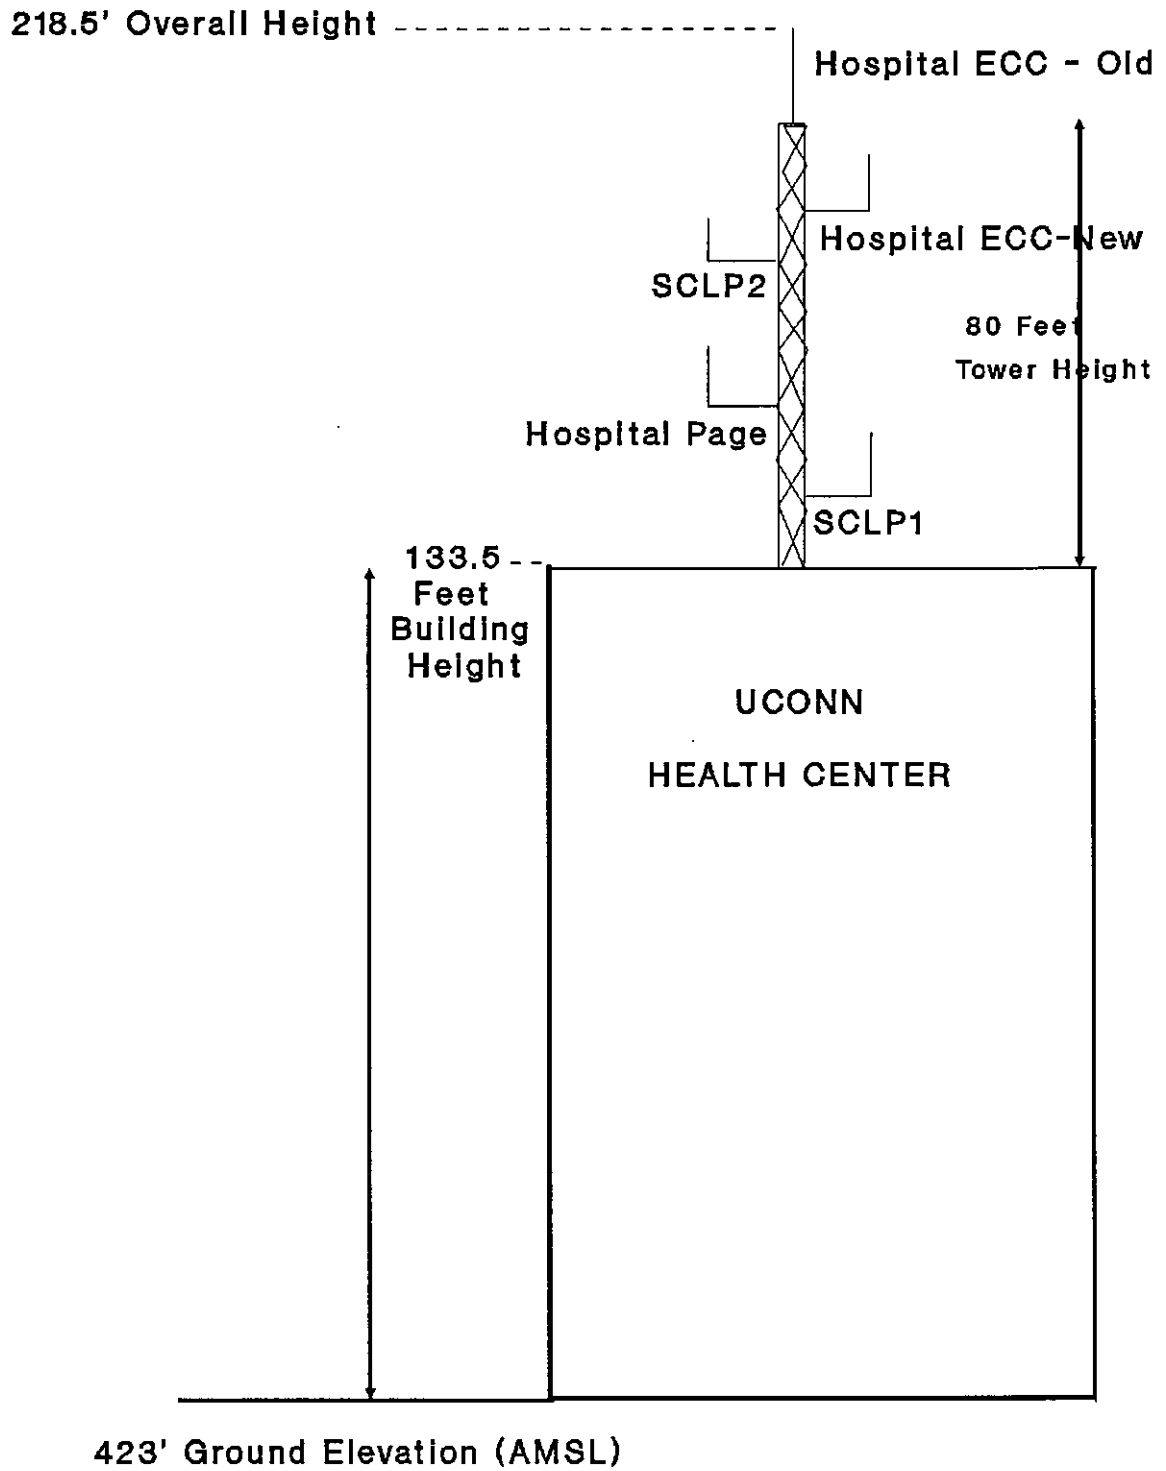 218.5' Overall Height
Hospital ECC - Old
Hospital ECC-New
SCLP2
80 Feet
Tower Height
Hospital Page
SCLP1
133.5
Feet
Building
Height
UCONN
HEALTH CENTER
423' Ground Elevation (AMSL)